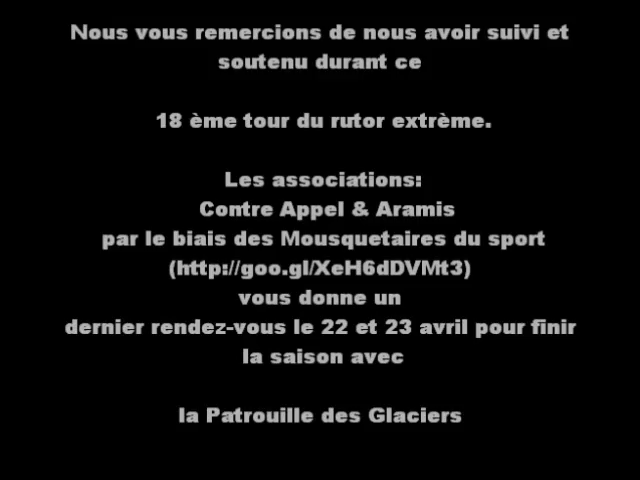 Nous vous remercions de nous avoir suivi et
soutenu durant ce
18 ème tour du rutor extrème.
Les associations:
Contre Appel & Aramis
par le biais des Mousquetaires du sport
(http://goo.gl/XeH6dDVMt3)
vous donne un
dernier rendez-vous le 22 et 23 avril pour finir
la saison avec
la Patrouille des Glaciers